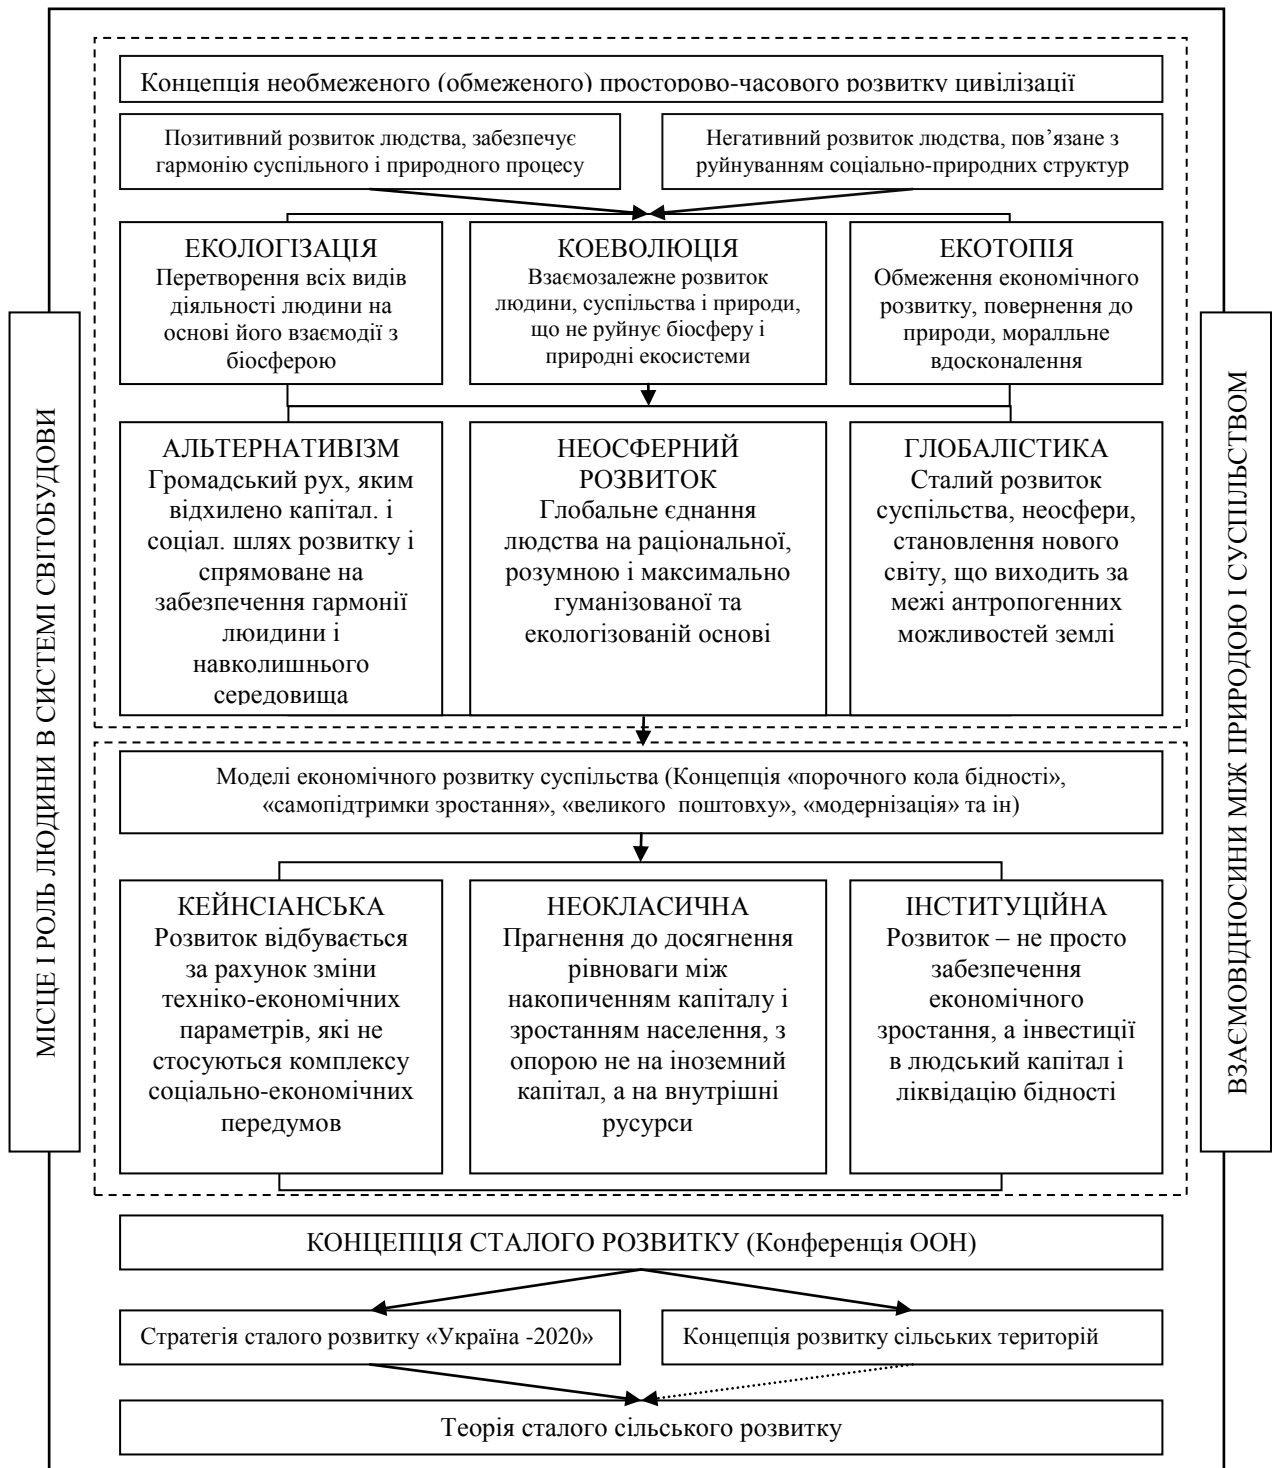 Концепція необмеженого (обмеженого) просторово-часового розвитку цивілізації
Позитивний розвиток людства, забезпечує
гармонію суспільного і природного процесу
Негативний розвиток людства, пов’язане з
руйнуванням соціально-природних структур
ЕКОЛОГІЗАЦІЯ
Перетворення всіх видів
діяльності людини на
основі його взаємодії з
біосферою
КОЕВОЛЮЦІЯ
Взаємозалежне розвиток
людини, суспільства і природи,
що не руйнує біосферу і
природні екосистеми
ЕКОТОПІЯ
Обмеження економічного
розвитку, повернення до
природи, моралльне
вдосконалення
МІСЦЕ І РОЛЬ ЛЮДИНИ В СИСТЕМІ СВІТОБУДОВИ
ВЗАЄМОВІДНОСИНИ МІЖ ПРИРОДОЮ І СУСПІЛЬСТВОМ
АЛЬТЕРНАТИВІЗМ
Громадський рух, яким
відхилено капітал. і
соціал. шлях розвитку і
спрямоване на
забезпечення гармонії
люидини і
навколишнього
середовища
НЕОСФЕРНИЙ
РОЗВИТОК
Глобальне єднання
людства на раціональної,
розумною і максимально
гуманізованої та
екологізованій основі
ГЛОБАЛІСТИКА
Сталий розвиток
суспільства, неосфери,
становлення нового
світу, що виходить за
межі антропогенних
можливостей землі
Моделі економічного розвитку суспільства (Концепція «порочного кола бідності»,
«самопідтримки зростання», «великого поштовху», «модернізація» та ін)
КЕЙНСІАНСЬКА
Розвиток відбувається
за рахунок зміни
техніко-економічних
параметрів, які не
стосуються комплексу
соціально-економічних
передумов
НЕОКЛАСИЧНА
Прагнення до досягнення
рівноваги між
накопиченням капіталу і
зростанням населення, з
опорою не на іноземний
капітал, а на внутрішні
русурси
ІНСТИТУЦІЙНА
Розвиток – не просто
забезпечення
економічного
зростання, а інвестиції
в людський капітал і
ліквідацію бідності
КОНЦЕПЦІЯ СТАЛОГО РОЗВИТКУ (Конференція ООН)
Стратегія сталого розвитку «Україна -2020»
Концепція розвитку сільських територій
Теорія сталого сільського розвитку